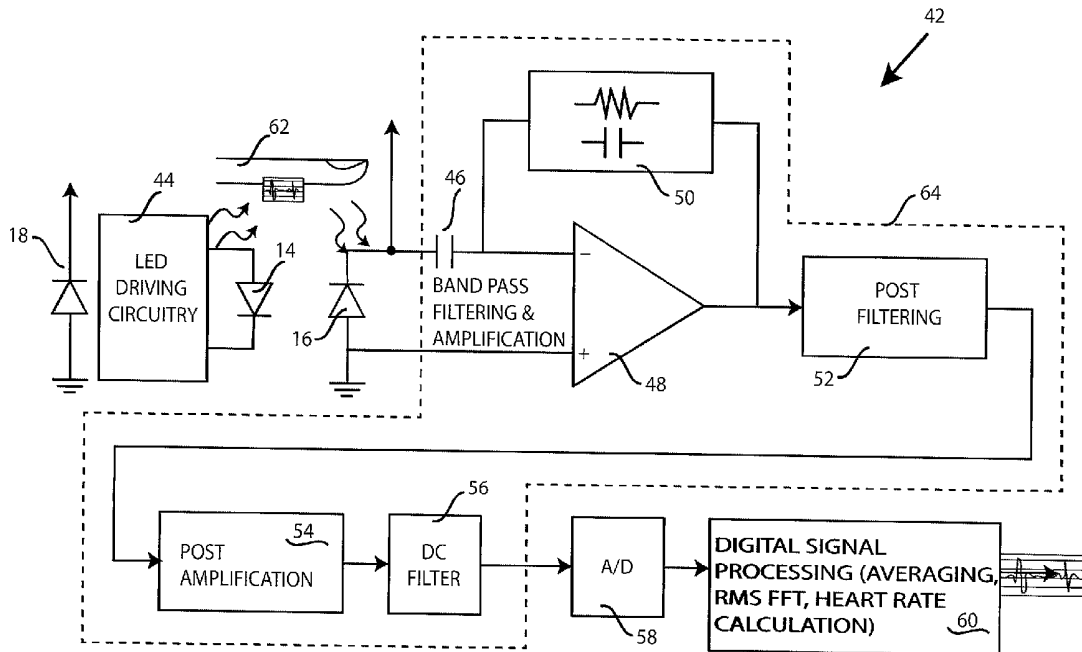 42
62
50
64
44
46
18
LED
DRIVING
CIRCUITRY
14
16
BAND PASS
FILTERING &
AMPLIFICATION
−
+
48
POST
FILTERING
52
54
POST
AMPLIFICATION
56
DC
FILTER
A/D
58
DIGITAL SIGNAL
PROCESSING (AVERAGING,
RMS FFT, HEART RATE
CALCULATION)
60